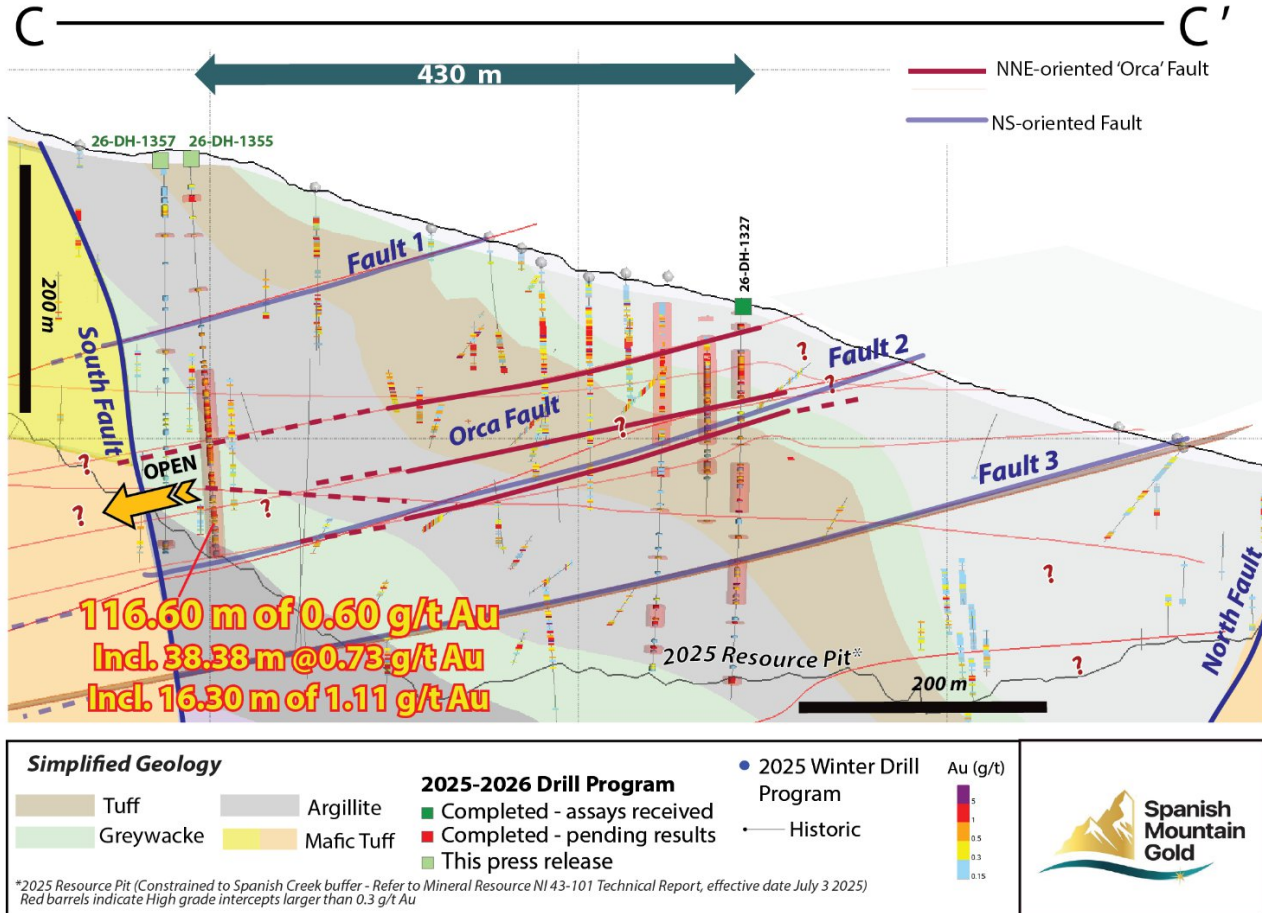 C
C'
430 m
NNE-oriented 'Orca' Fault
NS-oriented Fault
26-DH-1357
26-DH-1355
26-DH-1327
200 m
South Fault
Fault 1
Orca Fault
Fault 2
Fault 3
North Fault
?
?
?
?
?
?
?
?
OPEN
116.60 m of 0.60 g/t Au
Incl. 38.38 m @0.73 g/t Au
Incl. 16.30 m of 1.11 g/t Au
2025 Resource Pit*
200 m
Simplified Geology
Tuff
Argillite
Greywacke
Mafic Tuff
2025-2026 Drill Program
Completed - assays received
Completed - pending results
This press release
2025 Winter Drill
Program
Historic
Au (g/t)
5
1
0.5
0.3
0.15
Spanish
Mountain
Gold
*2025 Resource Pit (Constrained to Spanish Creek buffer - Refer to Mineral Resource NI 43-101 Technical Report, effective date July 3 2025)
Red barrels indicate High grade intercepts larger than 0.3 g/t Au